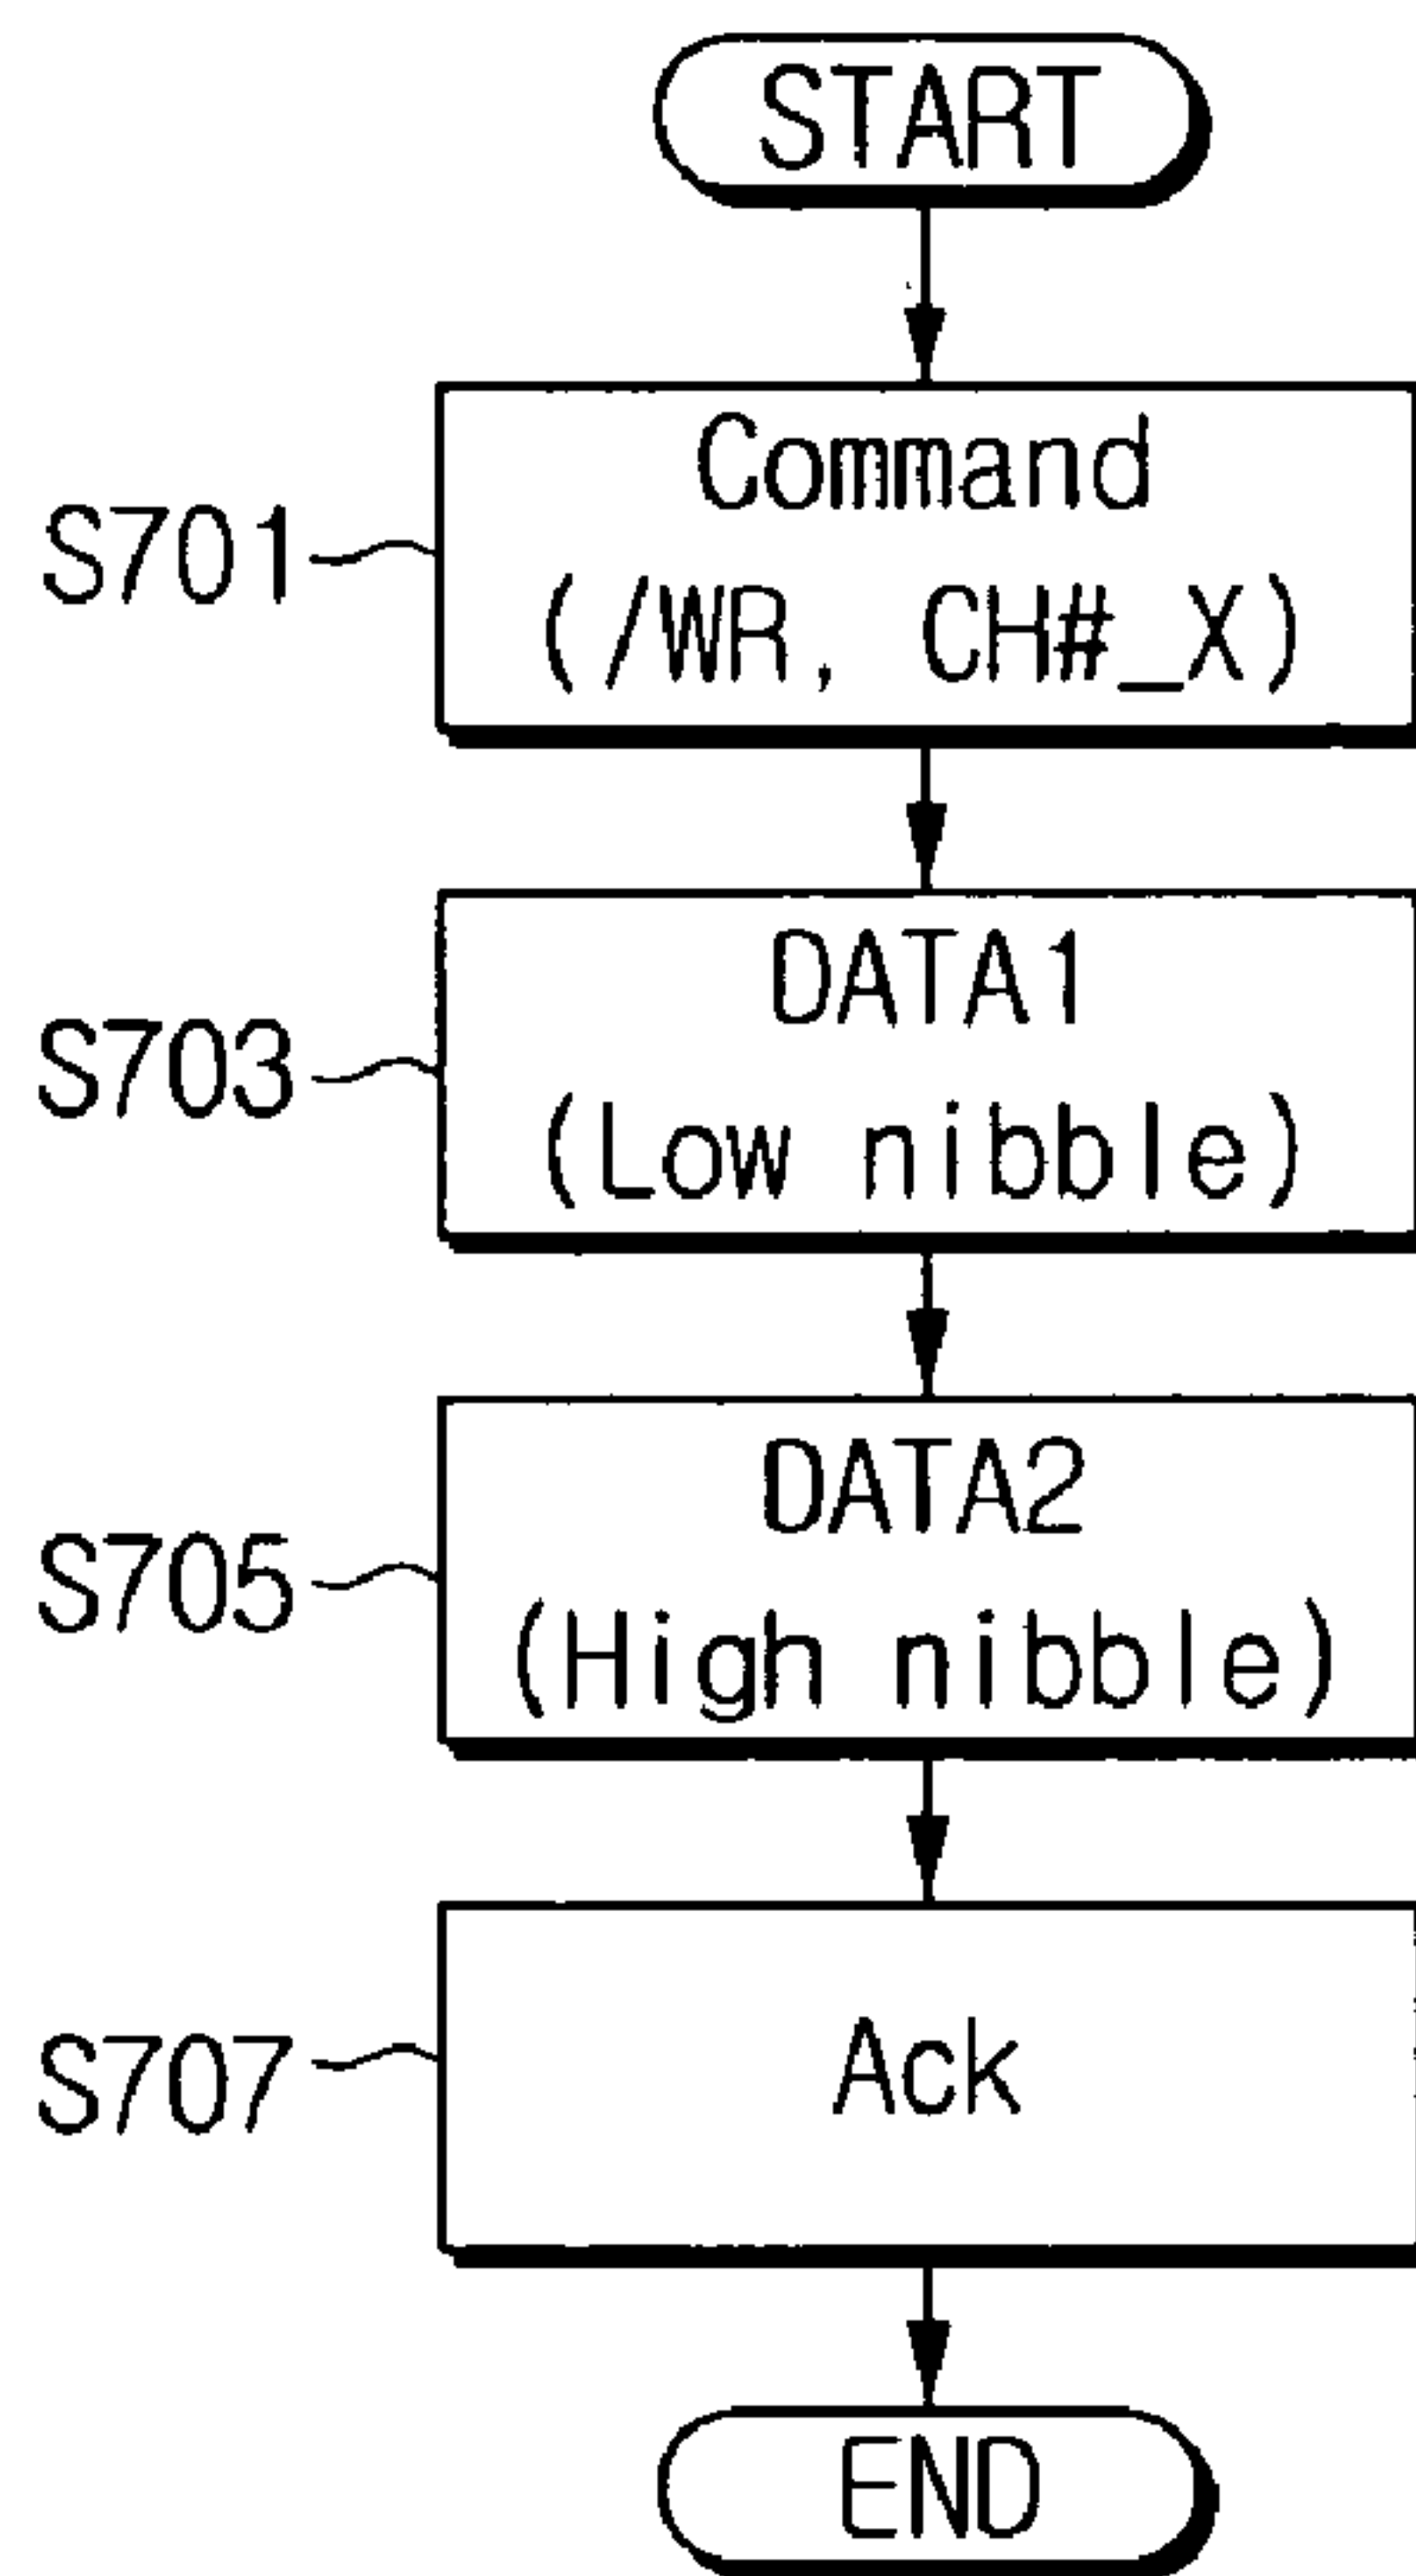 START
S701
Command
(/WR, CH#_X)
S703
DATA1
(Low nibble)
S705
DATA2
(High nibble)
S707
Ack
END